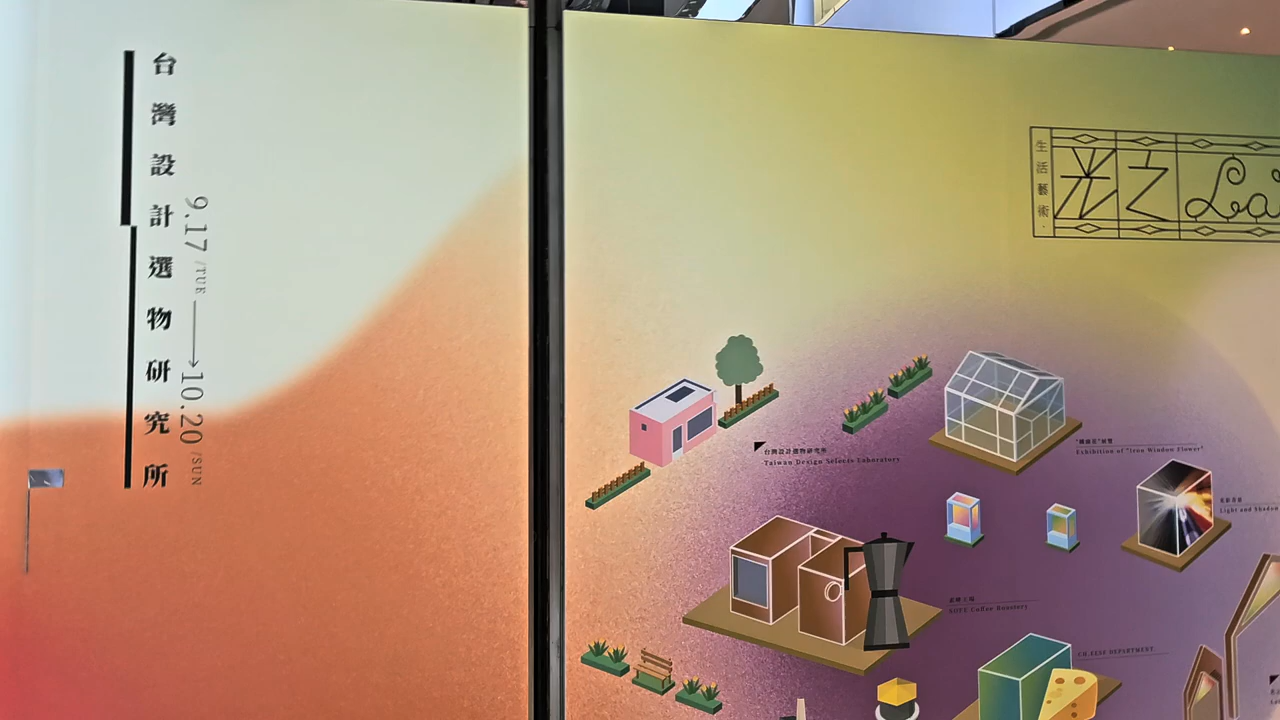 台灣設計選物研究所
9.17 /TUE → 10.20 /SUN
生活藝術
光之 La
台灣設計選物研究所
Taiwan Design Selects Laboratory
"鐵窗花"展覽
Exhibition of "Iron Window Flower"
Light and Shadow
KOFE Coffee Roastery
CH.EESE DEPARTMENT